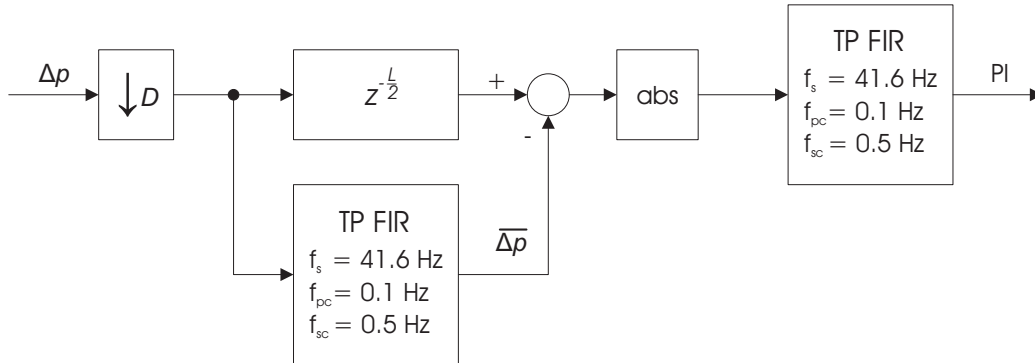 Δp
↓D
z^{-L/2}
+
-
abs
TP FIR
f_s = 41.6 Hz
f_pc = 0.1 Hz
f_sc = 0.5 Hz
PI
TP FIR
f_s = 41.6 Hz
f_pc = 0.1 Hz
f_sc = 0.5 Hz
\overline{Δp}